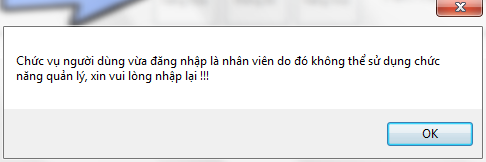 Chức vụ người dùng vừa đăng nhập là nhân viên do đó không thể sử dụng chức
năng quản lý, xin vui lòng nhập lại !!!
OK